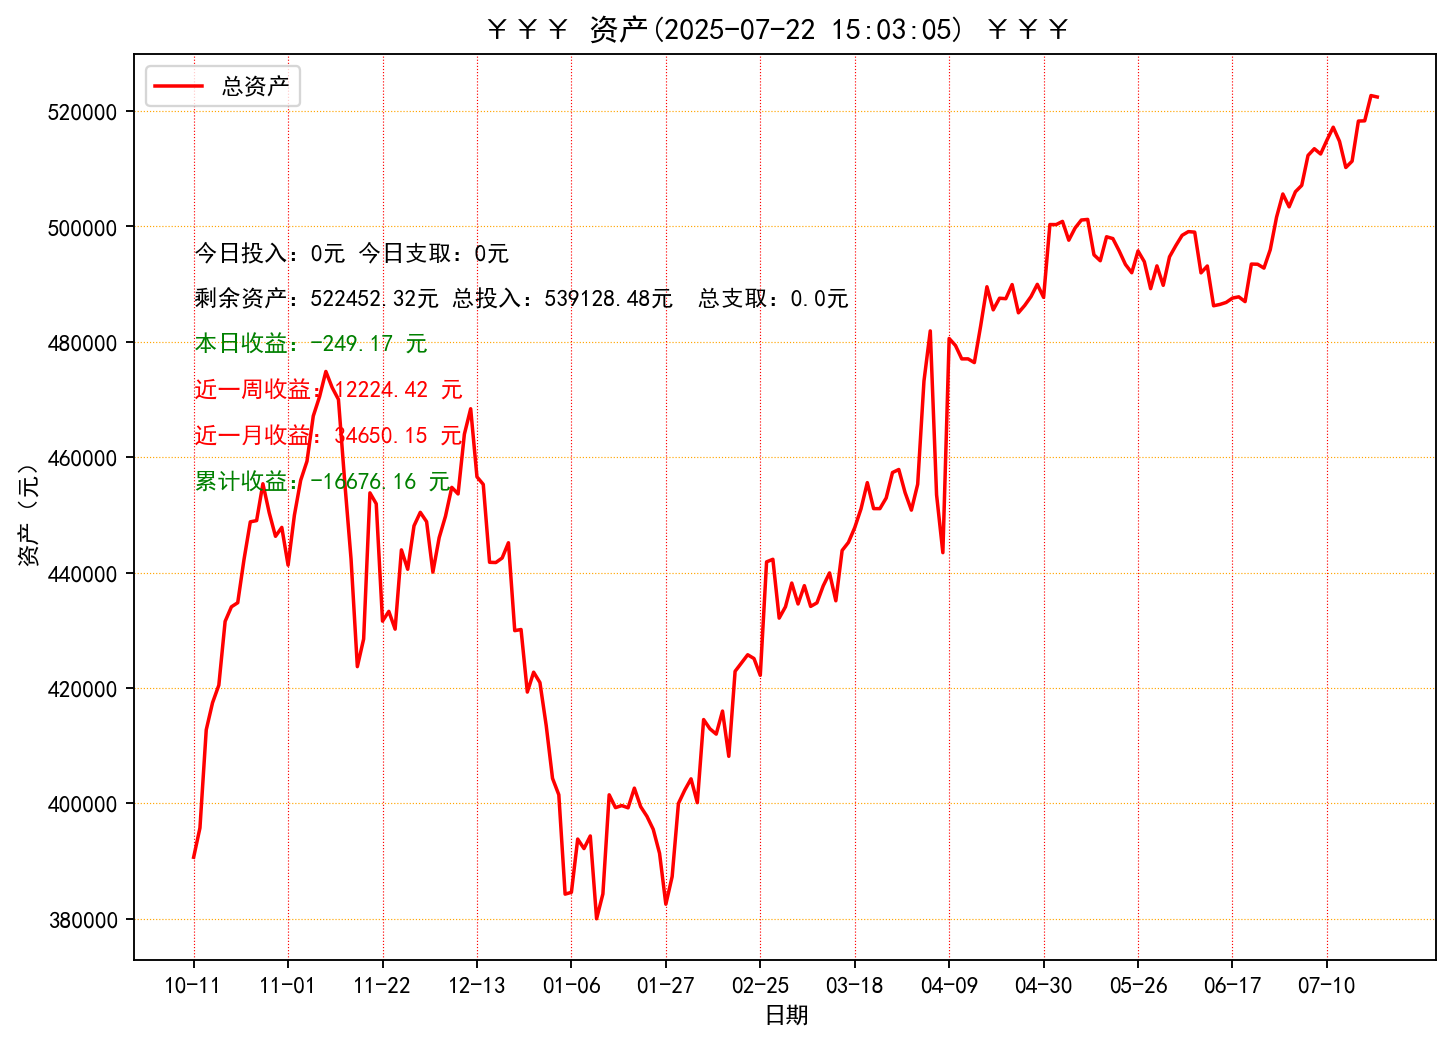 ￥￥￥ 资产(2025-07-22 15:03:05) ￥￥￥
总资产
520000
500000
480000
460000
440000
420000
400000
380000
资产（元）
今日投入：0元 今日支取：0元
剩余资产：522452.32元 总投入：539128.48元  总支取：0.0元
本日收益：-249.17 元
近一周收益：12224.42 元
近一月收益：34650.15 元
累计收益：-16676.16 元
10-11 11-01 11-22 12-13 01-06 01-27 02-25 03-18 04-09 04-30 05-26 06-17 07-10
日期